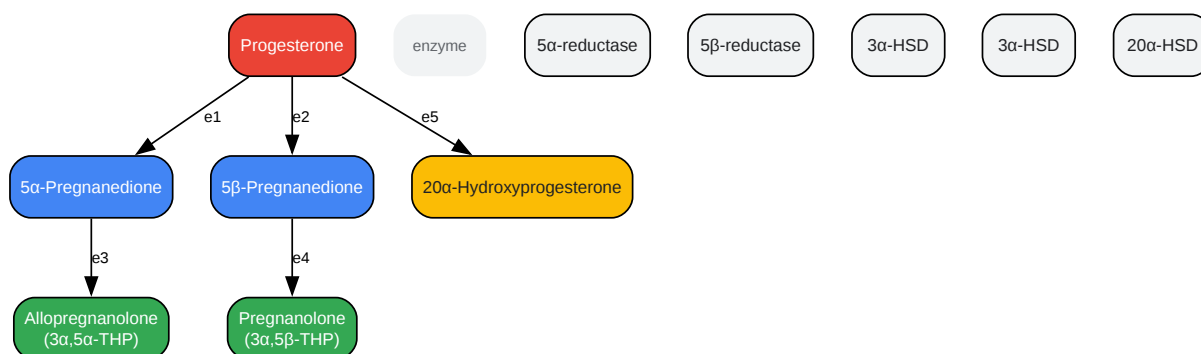 Progesterone
enzyme
5α-reductase
5β-reductase
3α-HSD
3α-HSD
20α-HSD
e1
e2
e5
5α-Pregnanedione
5β-Pregnanedione
20α-Hydroxyprogesterone
e3
e4
Allopregnanolone
(3α,5α-THP)
Pregnanolone
(3α,5β-THP)